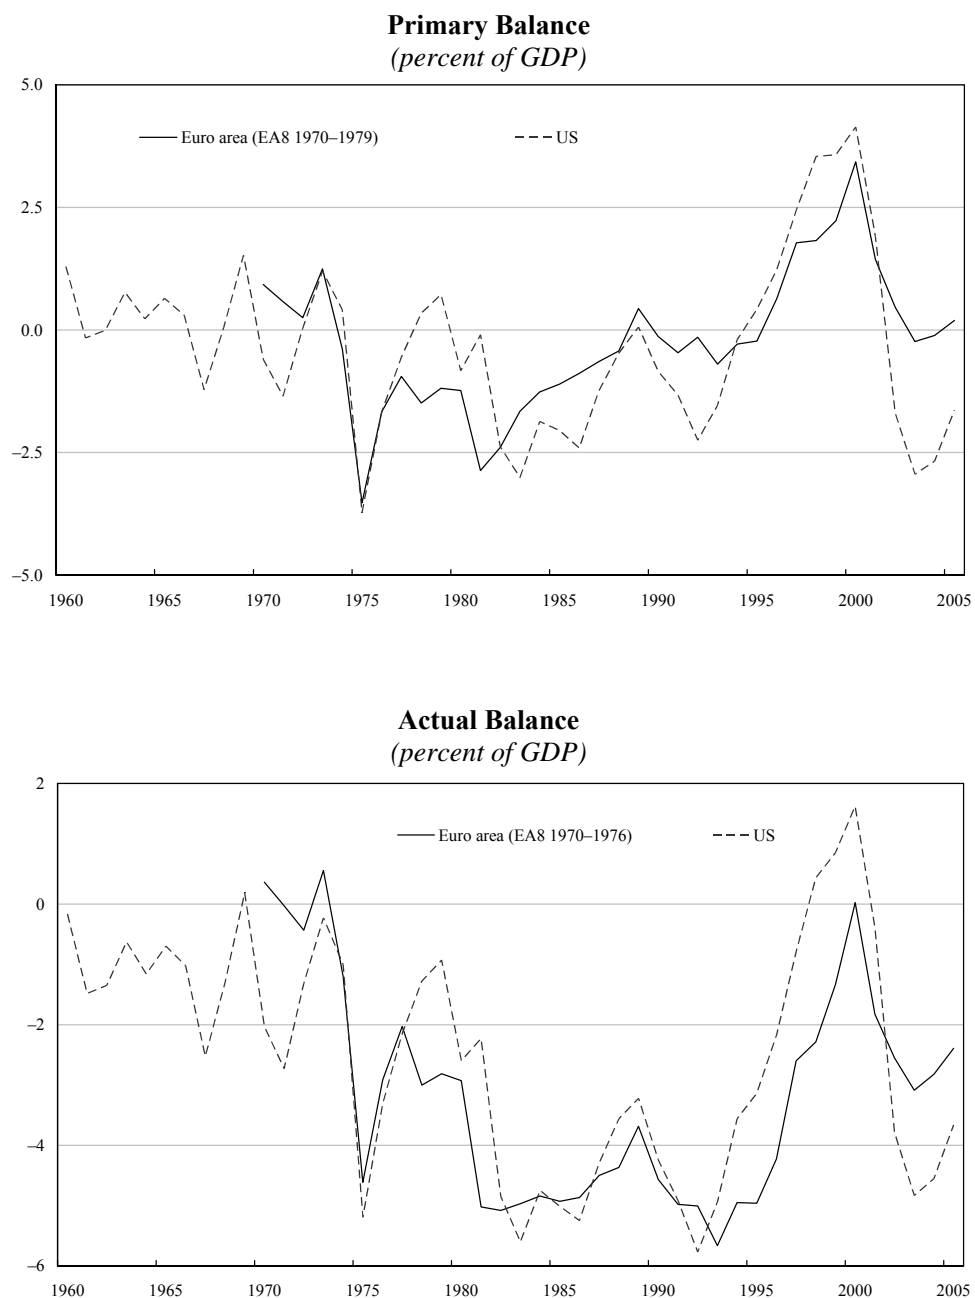 Primary Balance
(percent of GDP)
5.0
Euro area (EA8 1970–1979) US
2.5
0.0
–2.5
–5.0
1960 1965 1970 1975 1980 1985 1990 1995 2000 2005
Actual Balance
(percent of GDP)
2
Euro area (EA8 1970–1976) US
0
–2
–4
–6
1960 1965 1970 1975 1980 1985 1990 1995 2000 2005